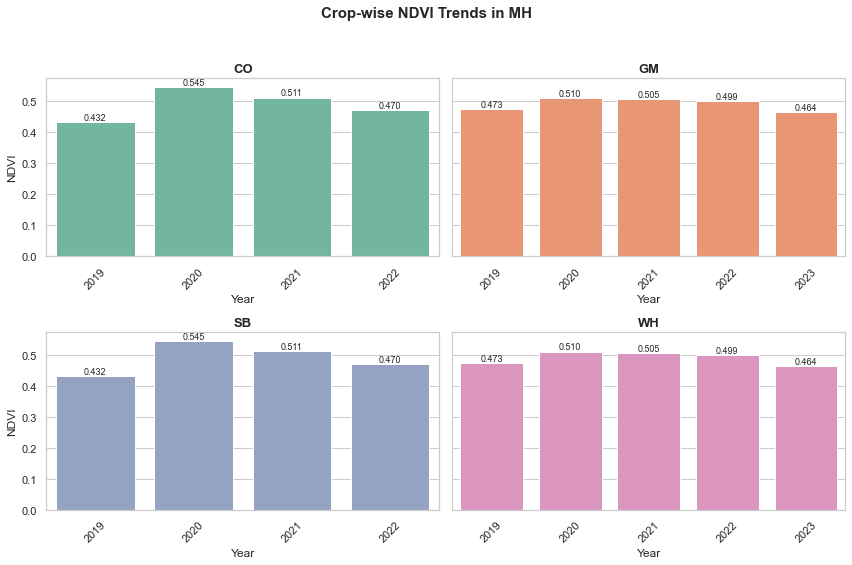 Crop-wise NDVI Trends in MH
CO
0.432 0.545 0.511 0.470
NDVI
0.5
0.4
0.3
0.2
0.1
0.0
2019 2020 2021 2022
Year
GM
0.473 0.510 0.505 0.499 0.464
2019 2020 2021 2022 2023
Year
SB
0.432 0.545 0.511 0.470
NDVI
0.5
0.4
0.3
0.2
0.1
0.0
2019 2020 2021 2022
Year
WH
0.473 0.510 0.505 0.499 0.464
2019 2020 2021 2022 2023
Year